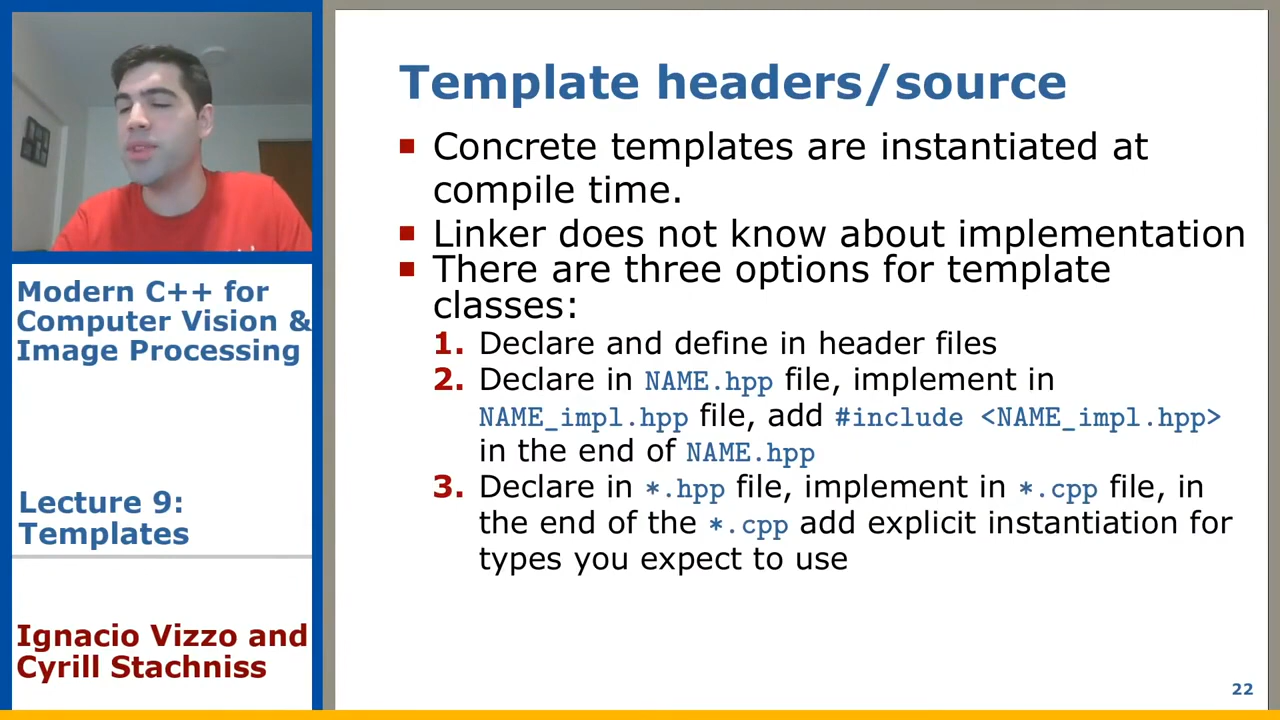 Modern C++ for
Computer Vision &
Image Processing
Lecture 9:
Templates
Ignacio Vizzo and
Cyrill Stachniss
Template headers/source
Concrete templates are instantiated at
compile time.
Linker does not know about implementation
There are three options for template
classes:
1. Declare and define in header files
2. Declare in NAME.hpp file, implement in
NAME_impl.hpp file, add #include <NAME_impl.hpp>
in the end of NAME.hpp
3. Declare in *.hpp file, implement in *.cpp file, in
the end of the *.cpp add explicit instantiation for
types you expect to use
22